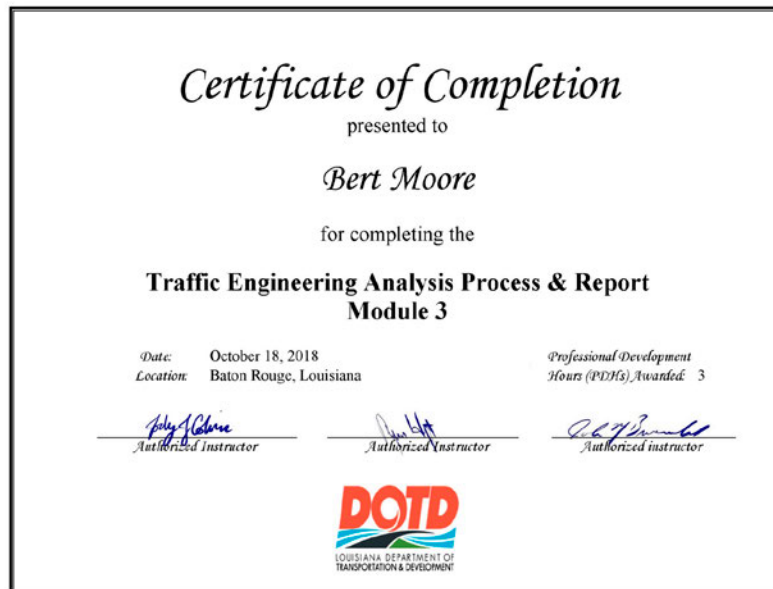 Certificate of Completion
presented to
Bert Moore
for completing the
Traffic Engineering Analysis Process & Report
Module 3
Date: October 18, 2018
Location: Baton Rouge, Louisiana
Professional Development
Hours (PDHs) Awarded: 3
Authorized Instructor
Authorized Instructor
Authorized instructor
DOTD
LOUISIANA DEPARTMENT OF
TRANSPORTATION & DEVELOPMENT